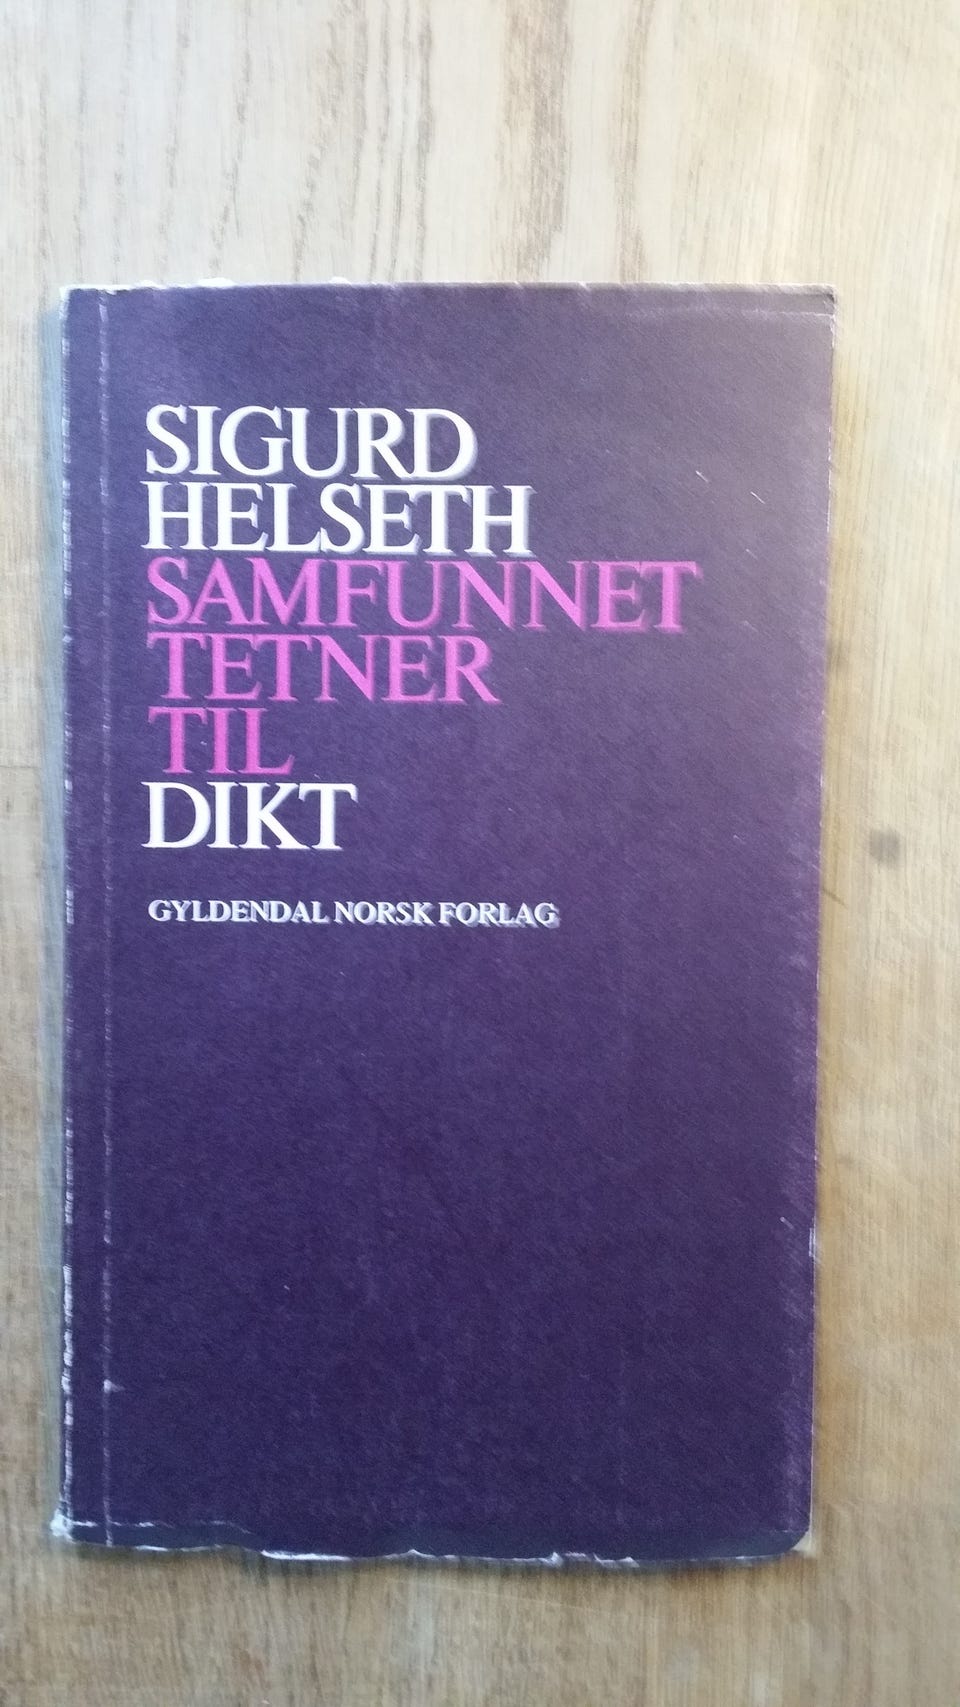 SIGURD
HELSETH
SAMFUNNET
TETNER
TIL
DIKT
GYLDENDAL NORSK FORLAG